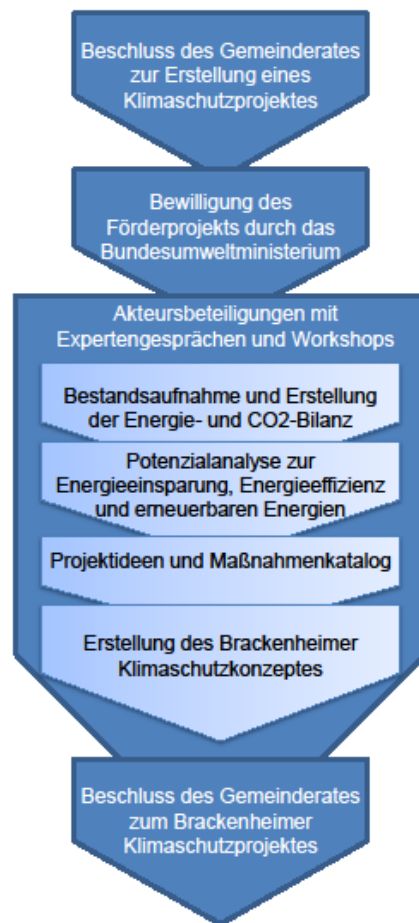 Beschluss des Gemeinderates
zur Erstellung eines
Klimaschutzprojektes
Bewilligung des
Förderprojekts durch das
Bundesumweltministerium
Akteursbeteiligungen mit
Expertengesprächen und Workshops
Bestandsaufnahme und Erstellung
der Energie- und CO2-Bilanz
Potenzialanalyse zur
Energieeinsparung, Energieeffizienz
und erneuerbaren Energien
Projektideen und Maßnahmenkatalog
Erstellung des Brackenheimer
Klimaschutzkonzeptes
Beschluss des Gemeinderates
zum Brackenheimer
Klimaschutzprojektes